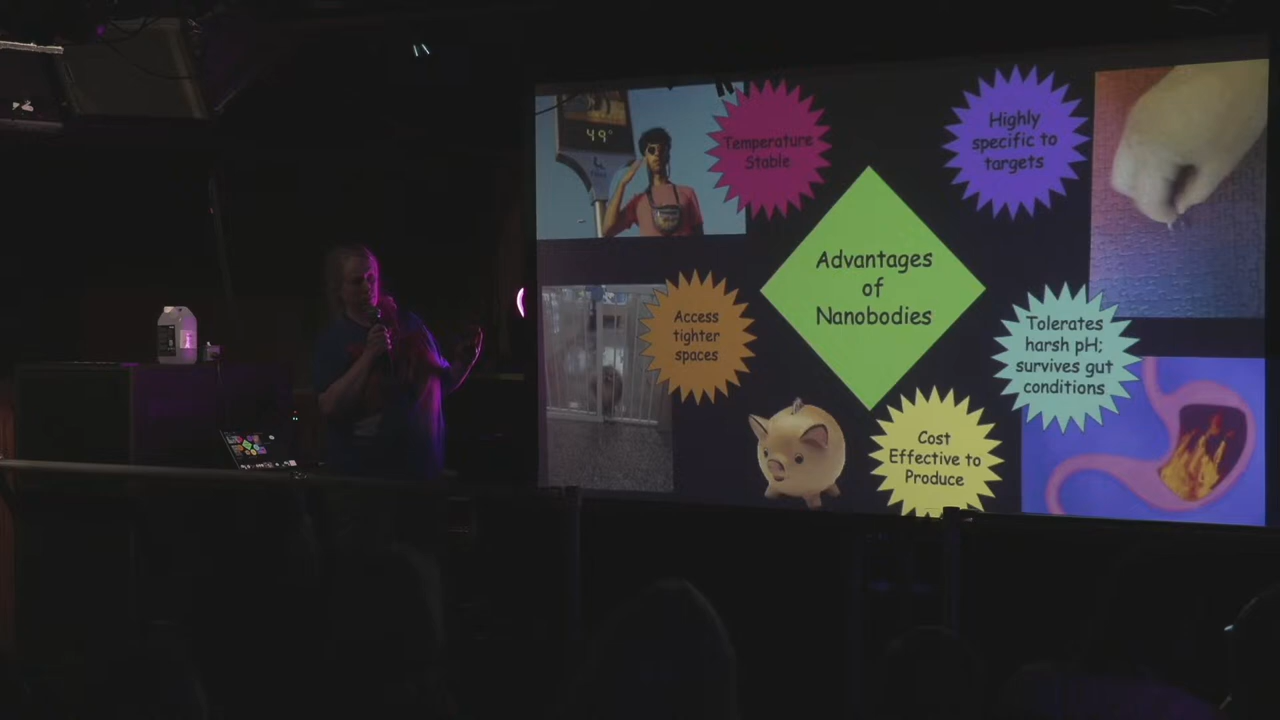 49°
Temperature
Stable
Highly
specific to
targets
Advantages
of
Nanobodies
Access
tighter
spaces
Tolerates
harsh pH;
survives gut
conditions
Cost
Effective to
Produce